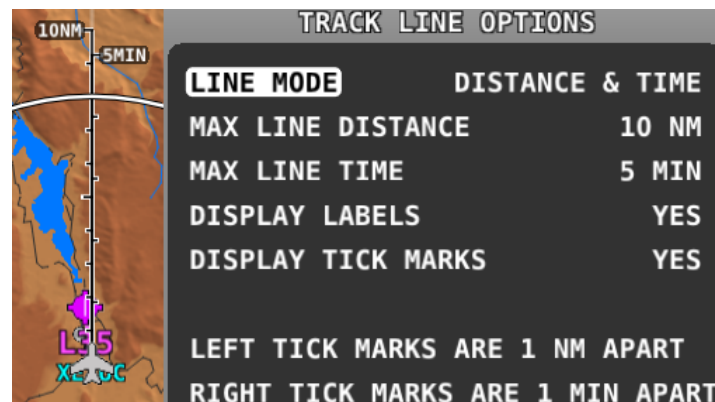 10NM
5MIN
L35
TRACK LINE OPTIONS
LINE MODE DISTANCE & TIME
MAX LINE DISTANCE 10 NM
MAX LINE TIME 5 MIN
DISPLAY LABELS YES
DISPLAY TICK MARKS YES
LEFT TICK MARKS ARE 1 NM APART
RIGHT TICK MARKS ARE 1 MIN APART